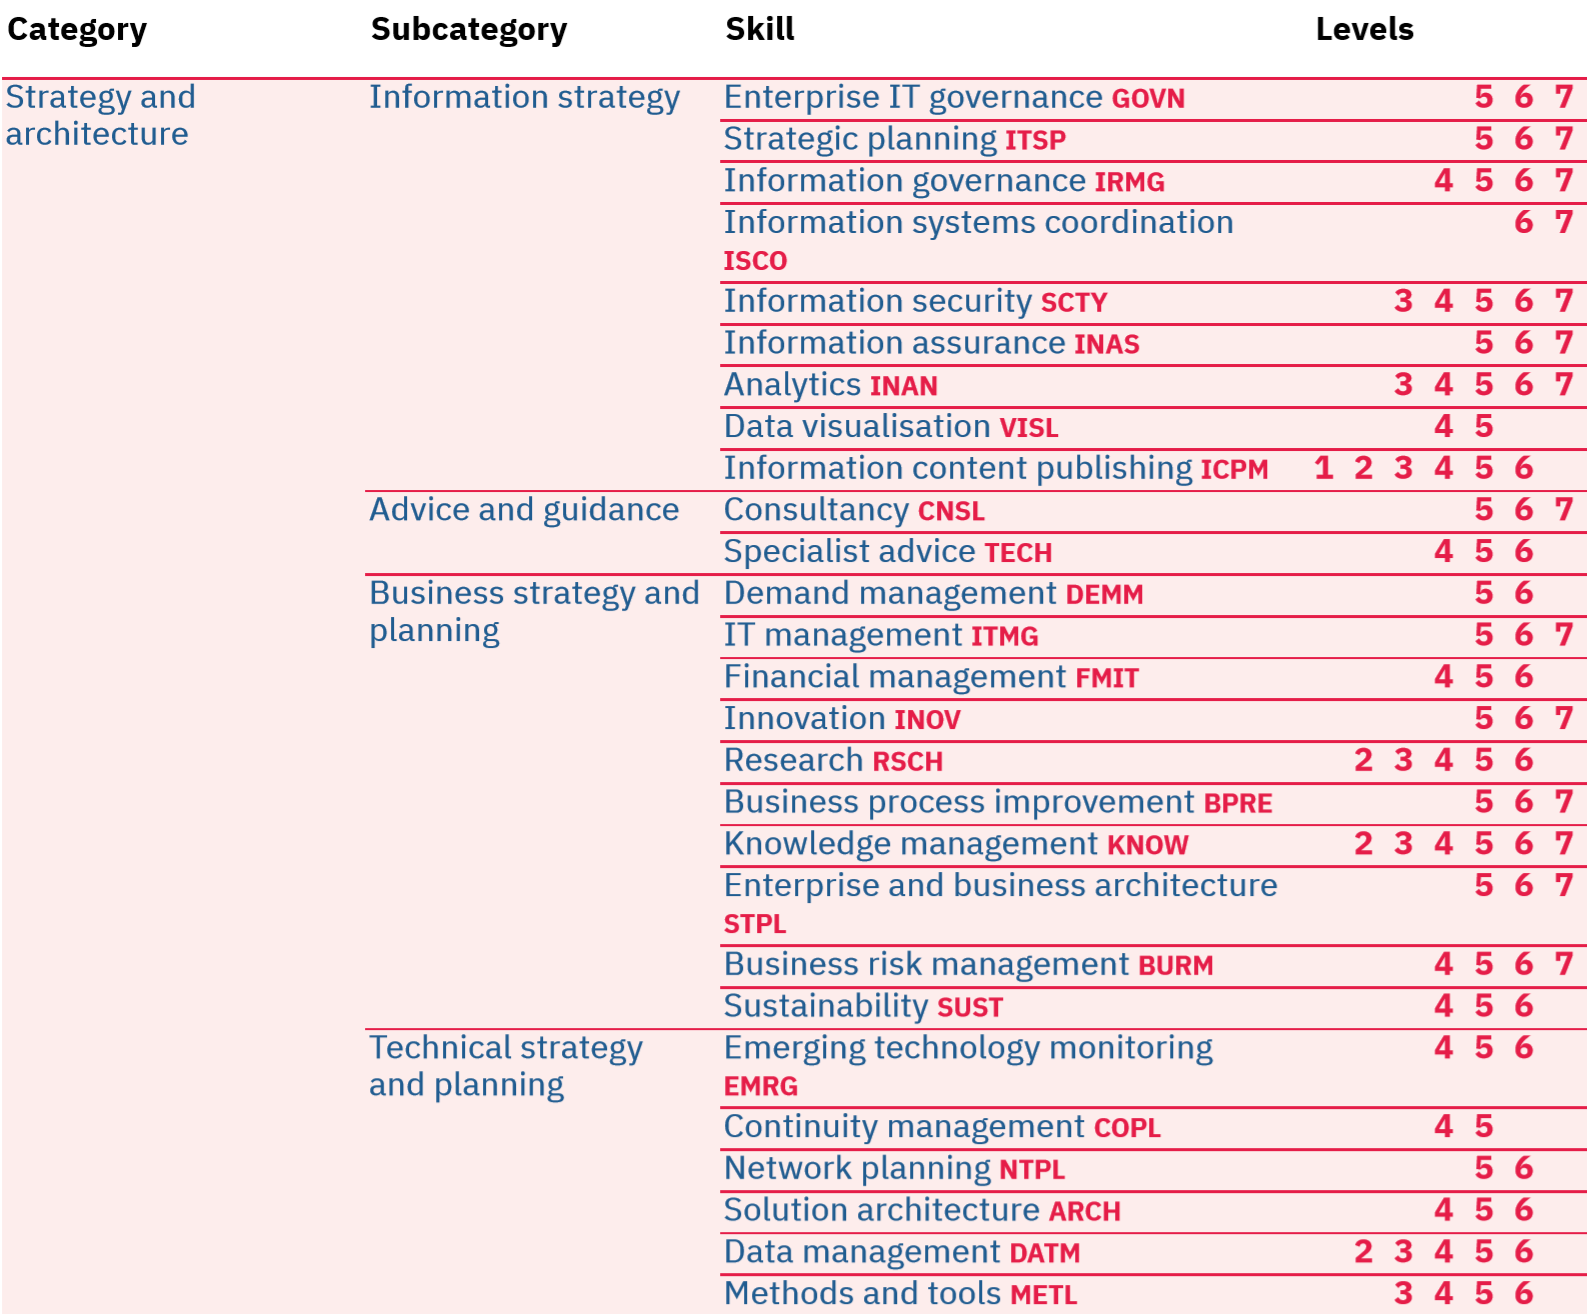 Category Subcategory Skill Levels
Strategy and Information strategy Enterprise IT governance GOVN 5 6 7
architecture
Strategic planning ITSP 5 6 7
Information governance IRMG 4 5 6 7
Information systems coordination 6 7
ISCO
Information security SCTY 3 4 5 6 7
Information assurance INAS 5 6 7
Analytics INAN 3 4 5 6 7
Data visualisation VISL 4 5
Information content publishing ICPM 1 2 3 4 5 6
Advice and guidance Consultancy CNSL 5 6 7
Specialist advice TECH 4 5 6
Business strategy and Demand management DEMM 5 6
planning IT management ITMG 5 6 7
Financial management FMIT 4 5 6
Innovation INOV 5 6 7
Research RSCH 2 3 4 5 6
Business process improvement BPRE 5 6 7
Knowledge management KNOW 2 3 4 5 6 7
Enterprise and business architecture 5 6 7
STPL
Business risk management BURM 4 5 6 7
Sustainability SUST 4 5 6
Technical strategy Emerging technology monitoring 4 5 6
and planning EMRG
Continuity management COPL 4 5
Network planning NTPL 5 6
Solution architecture ARCH 4 5 6
Data management DATM 2 3 4 5 6
Methods and tools METL 3 4 5 6